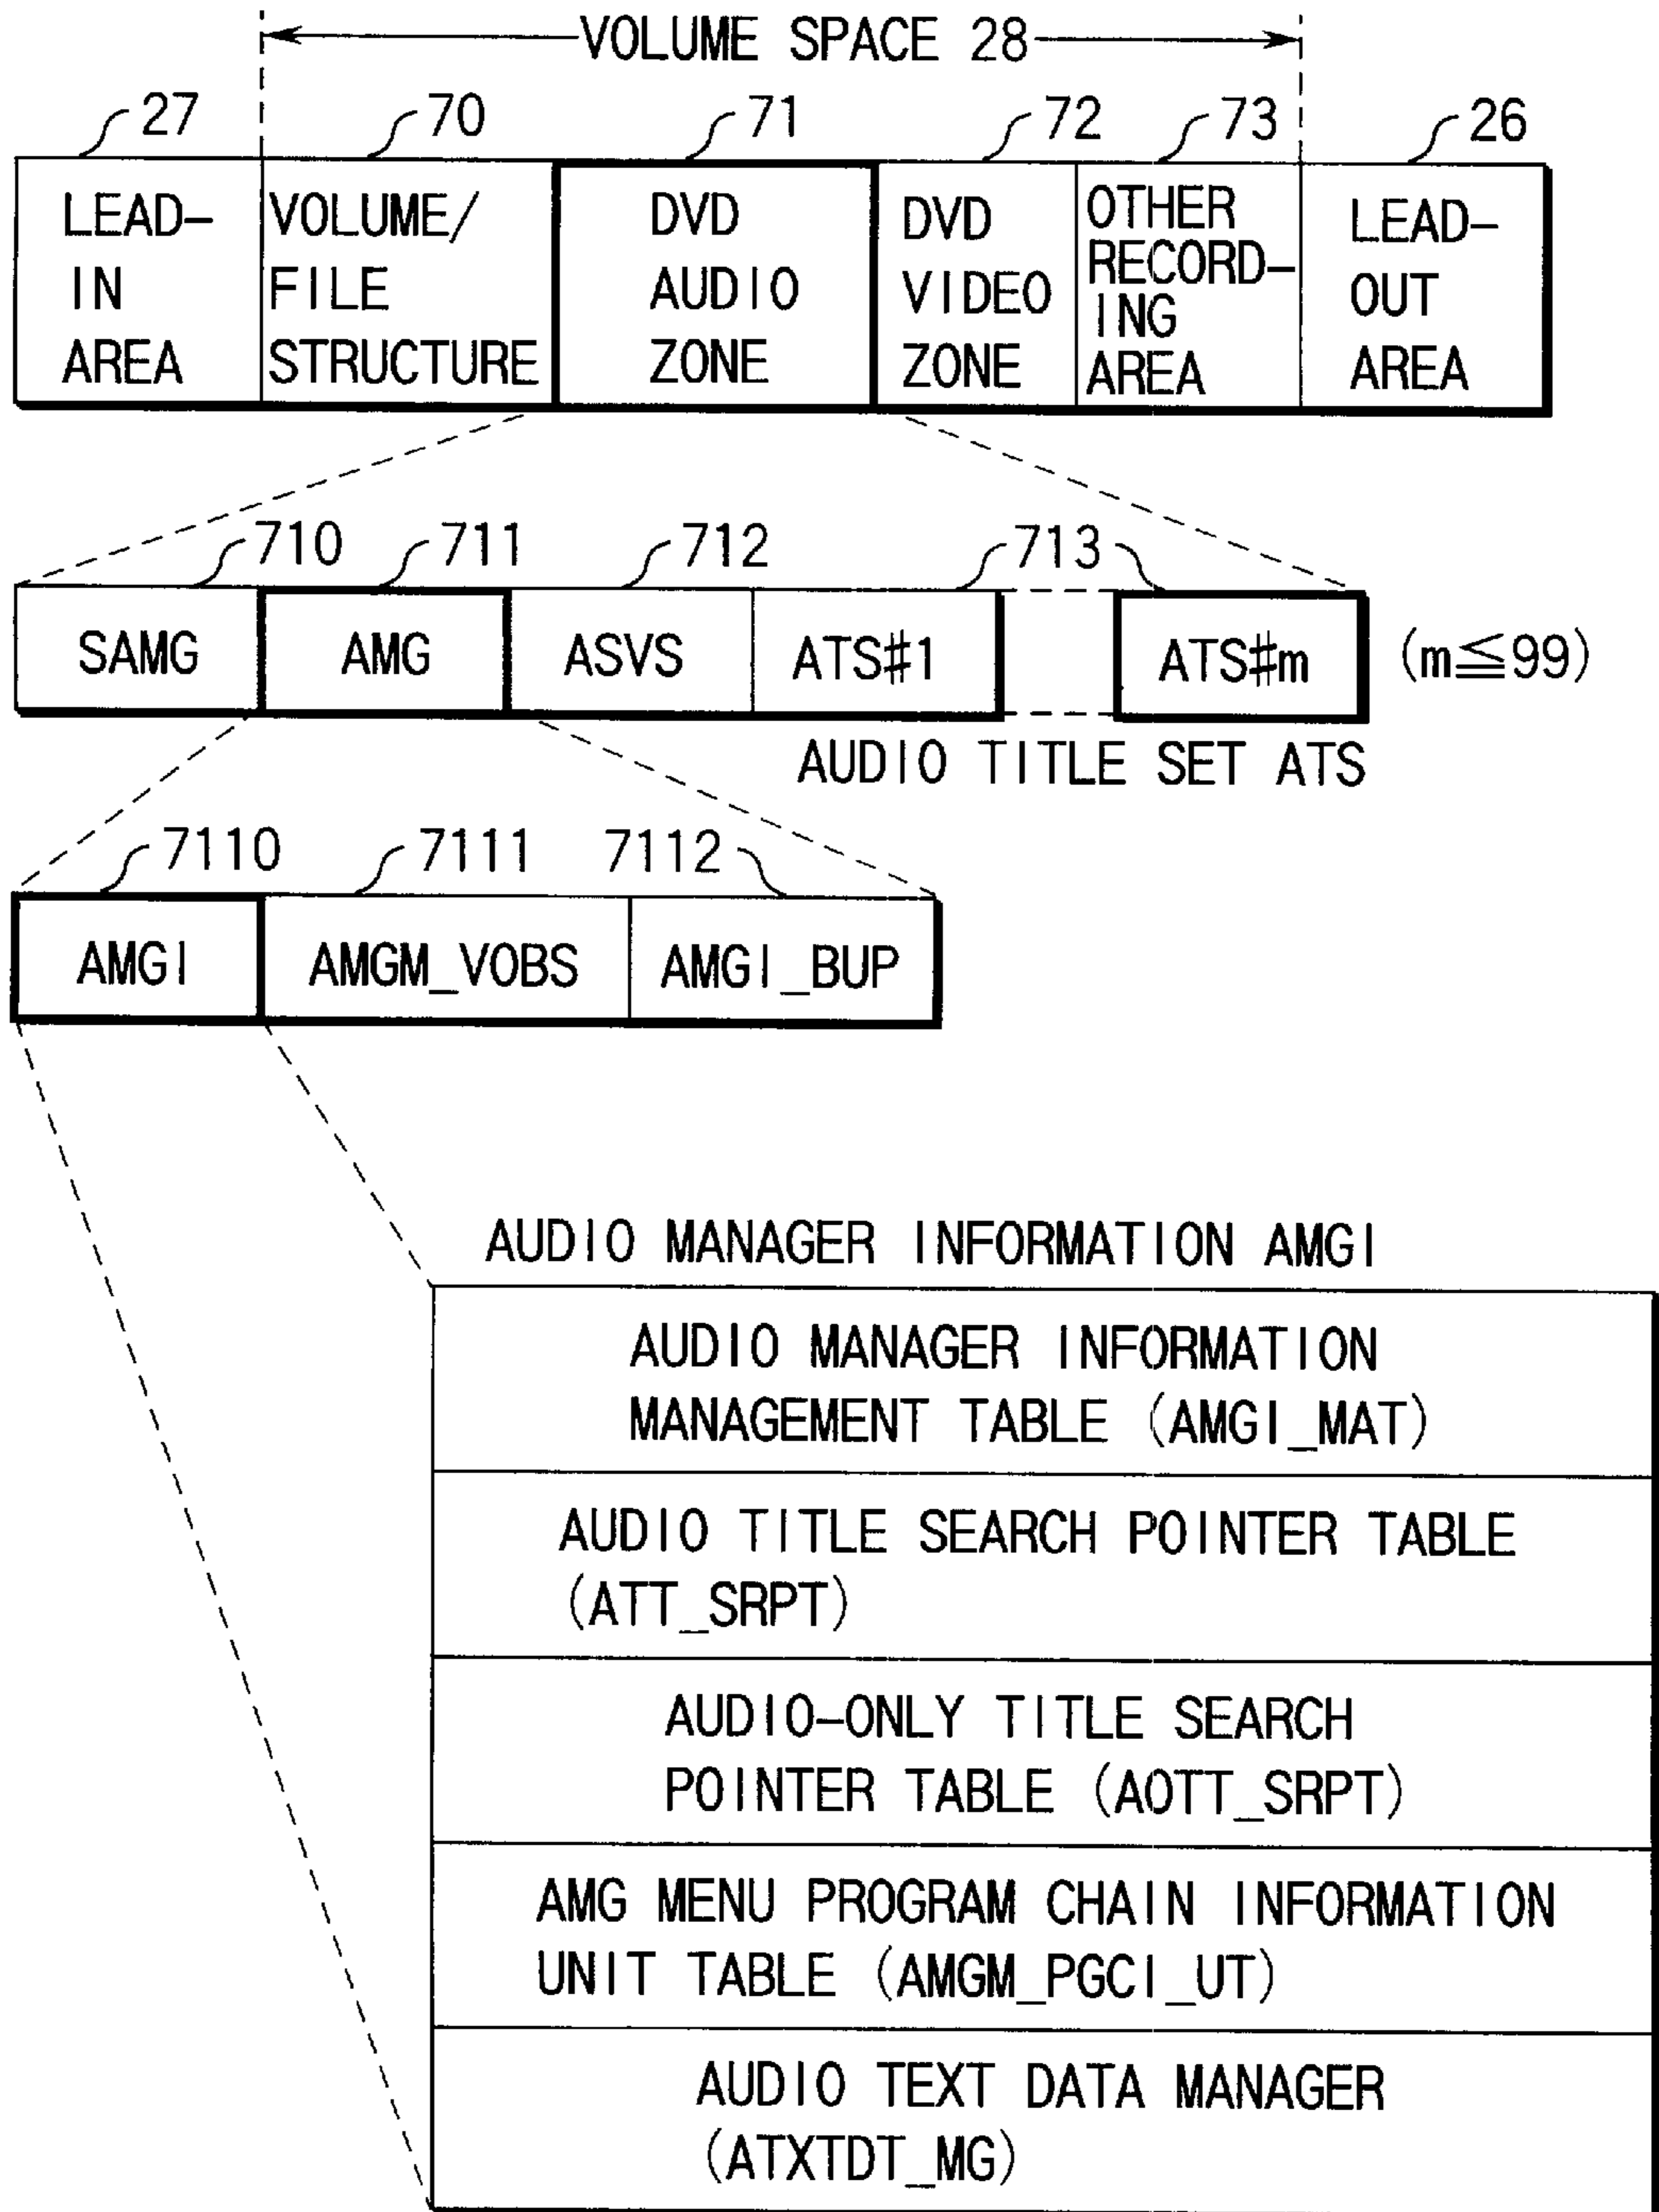 VOLUME SPACE 28
27
70
71
72
73
26
LEAD-
IN
AREA
VOLUME/
FILE
STRUCTURE
DVD
AUDIO
ZONE
DVD
VIDEO
ZONE
OTHER
RECORD-
ING
AREA
LEAD-
OUT
AREA
710
711
712
713
SAMG
AMG
ASVS
ATS#1
ATS#m
(m≦99)
AUDIO TITLE SET ATS
7110
7111
7112
AMGI
AMGM_VOBS
AMGI_BUP
AUDIO MANAGER INFORMATION AMGI
AUDIO MANAGER INFORMATION
MANAGEMENT TABLE (AMGI_MAT)
AUDIO TITLE SEARCH POINTER TABLE
(ATT_SRPT)
AUDIO-ONLY TITLE SEARCH
POINTER TABLE (AOTT_SRPT)
AMG MENU PROGRAM CHAIN INFORMATION
UNIT TABLE (AMGM_PGCI_UT)
AUDIO TEXT DATA MANAGER
(ATXTDT_MG)